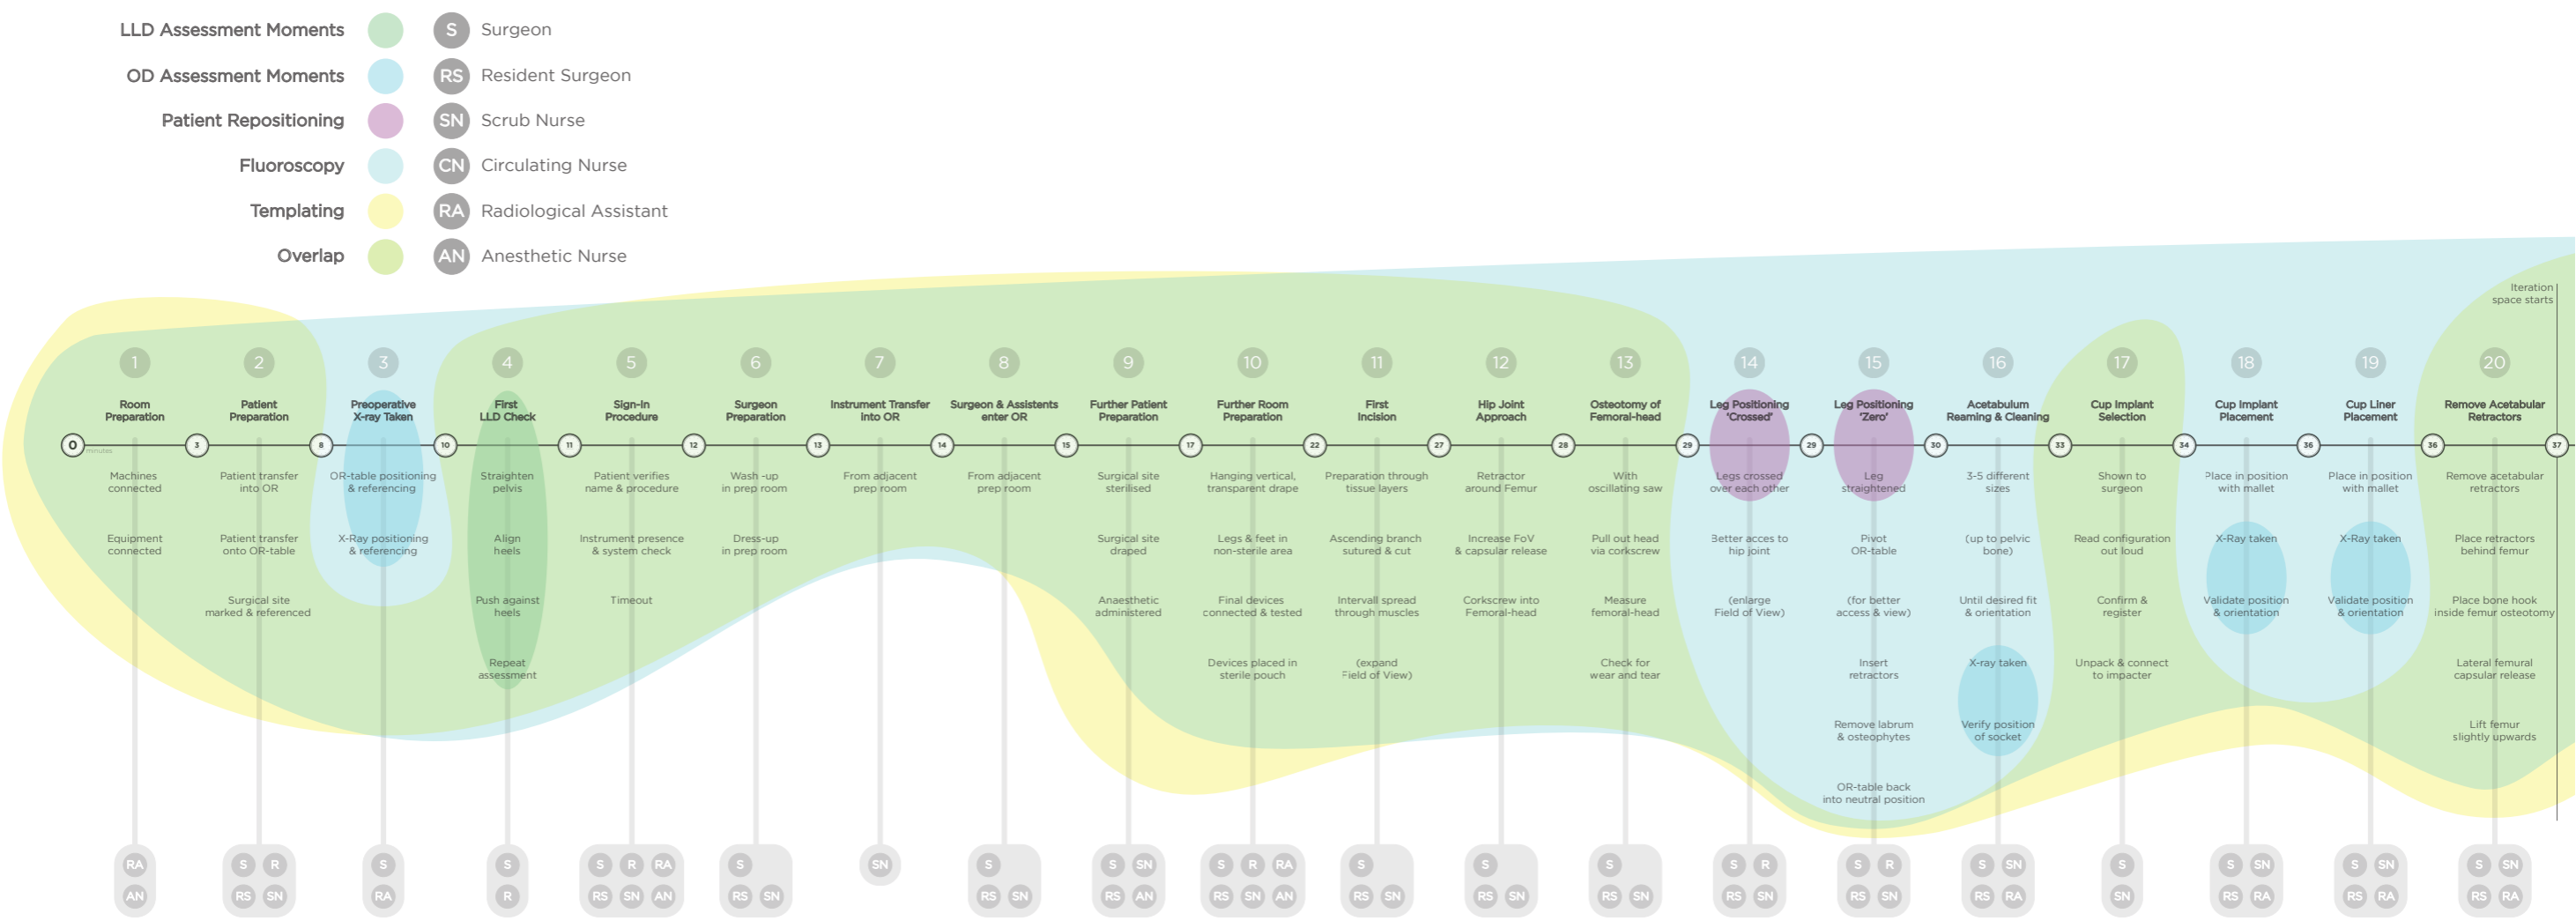 LLD Assessment Moments
OD Assessment Moments
Patient Repositioning
Fluoroscopy
Templating
Overlap
S Surgeon
RS Resident Surgeon
SN Scrub Nurse
CN Circulating Nurse
RA Radiological Assistant
AN Anesthetic Nurse
Iteration
space starts
0
minutes
1
Room
Preparation
Machines
connected
Equipment
connected
RA
AN
3
2
Patient
Preparation
Patient transfer
into OR
Patient transfer
onto OR-table
Surgical site
marked & referenced
S R
RS SN
8
3
Preoperative
X-ray Taken
OR-table positioning
& referencing
X-Ray positioning
& referencing
S
RA
10
4
First
LLD Check
Straighten
pelvis
Align
heels
Push against
heels
Repeat
assessment
S
R
11
5
Sign-In
Procedure
Patient verifies
name & procedure
Instrument presence
& system check
Timeout
S R RA
RS SN AN
12
6
Surgeon
Preparation
Wash -up
in prep room
Dress-up
in prep room
S
RS SN
13
7
Instrument Transfer
into OR
From adjacent
prep room
SN
14
8
Surgeon & Assistents
enter OR
From adjacent
prep room
S
RS SN
15
9
Further Patient
Preparation
Surgical site
sterilised
Surgical site
draped
Anaesthetic
administered
S SN
RS AN
17
10
Further Room
Preparation
Hanging vertical,
transparent drape
Legs & feet in
non-sterile area
Final devices
connected & tested
Devices placed in
sterile pouch
S R RA
RS SN AN
22
11
First
Incision
Preparation through
tissue layers
Ascending branch
sutured & cut
Intervall spread
through muscles
(expand
Field of View)
S
RS SN
27
12
Hip Joint
Approach
Retractor
around Femur
Increase FoV
& capsular release
Corkscrew into
Femoral-head
S
RS SN
28
13
Osteotomy of
Femoral-head
With
oscillating saw
Pull out head
via corkscrew
Measure
femoral-head
Check for
wear and tear
S
RS SN
29
14
Leg Positioning
‘Crossed’
Legs crossed
over each other
Better acces to
hip joint
(enlarge
Field of View)
S R
RS SN
29
15
Leg Positioning
‘Zero’
Leg
straightened
Pivot
OR-table
(for better
access & view)
Insert
retractors
Remove labrum
& osteophytes
OR-table back
into neutral position
S R
RS SN
30
16
Acetabulum
Reaming & Cleaning
3-5 different
sizes
(up to pelvic
bone)
Until desired fit
& orientation
X-ray taken
Verify position
of socket
S SN
RS RA
33
17
Cup Implant
Selection
Shown to
surgeon
Read configuration
out loud
Confirm &
register
Unpack & connect
to impacter
S
SN
34
18
Cup Implant
Placement
Place in position
with mallet
X-Ray taken
Validate position
& orientation
S SN
RS RA
36
19
Cup Liner
Placement
Place in position
with mallet
X-Ray taken
Validate position
& orientation
S SN
RS RA
36
20
Remove Acetabular
Retractors
Remove acetabular
retractors
Place retractors
behind femur
Place bone hook
inside femur osteotomy
Lateral femural
capsular release
Lift femur
slightly upwards
S SN
RS RA
37